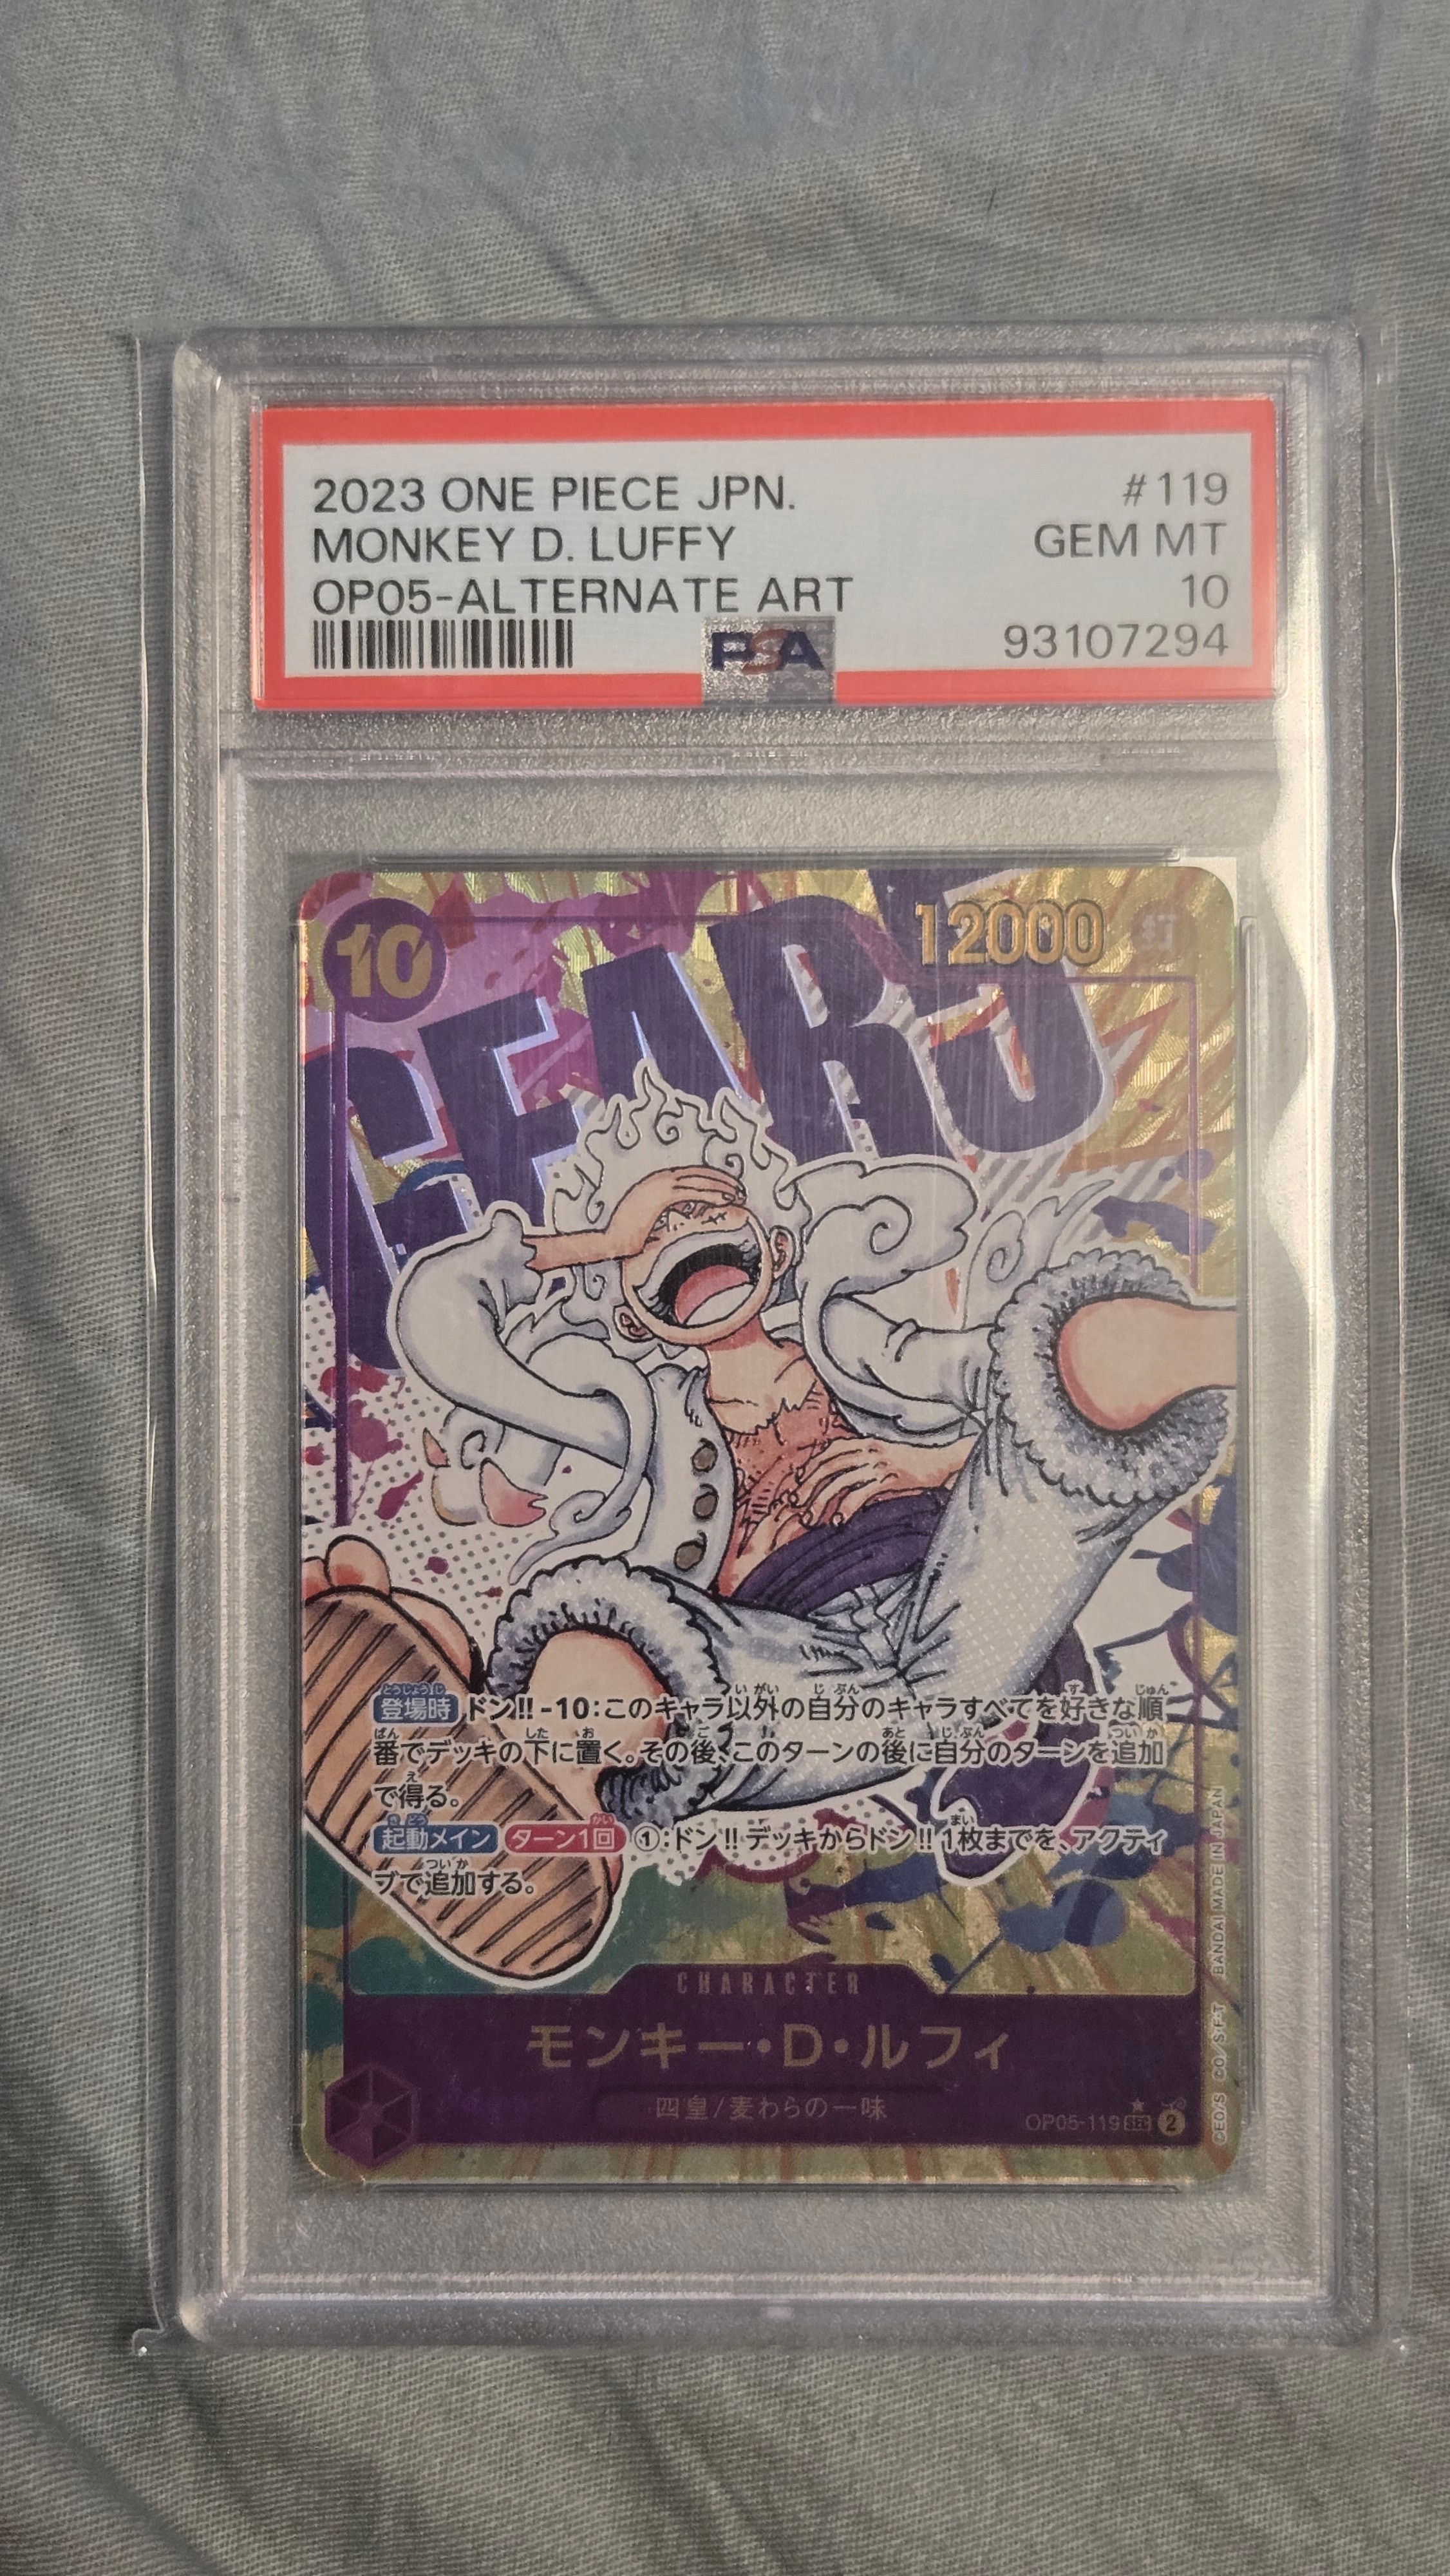 2023 ONE PIECE JPN. #119
MONKEY D. LUFFY GEM MT
OP05-ALTERNATE ART 10
PSA 93107294
10 12000
GEAR5
登場時 ドン!!-10:このキャラ以外の自分のキャラすべてを好きな順
番でデッキの下に置く。その後、このターンの後に自分のターンを追加
で得る。
起動メイン ターン1回 ①:ドン!!デッキからドン!!1枚までを、アクティ
ブで追加する。
CHARACTER
モンキー・D・ルフィ
四皇/麦わらの一味
OP05-119 SEC 2
BANDAI MADE IN JAPAN